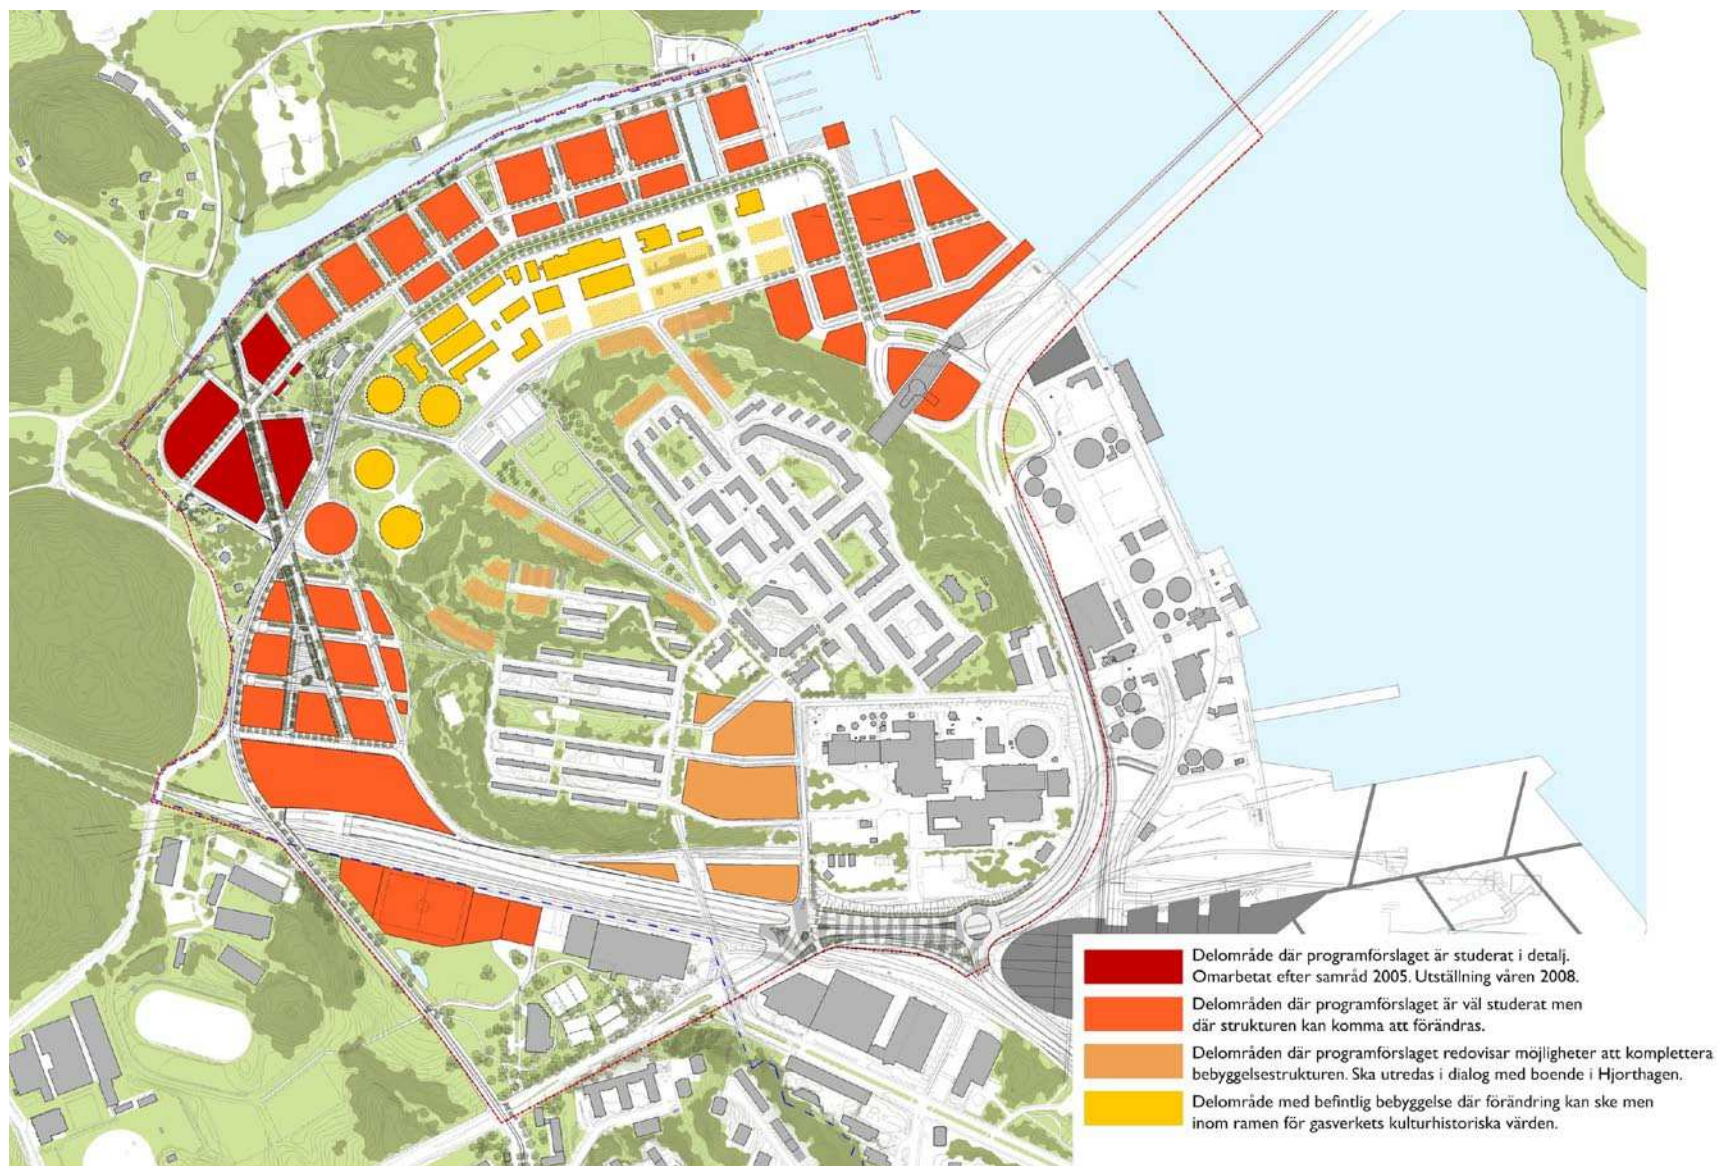 Delområde där programförslaget är studerat i detalj.
Omarbetat efter samråd 2005. Utställning våren 2008.
Delområden där programförslaget är väl studerat men
där strukturen kan komma att förändras.
Delområden där programförslaget redovisar möjligheter att komplettera
bebyggelsestrukturen. Ska utredas i dialog med boende i Hjorthagen.
Delområde med befintlig bebyggelse där förändring kan ske men
inom ramen för gasverkets kulturhistoriska värden.